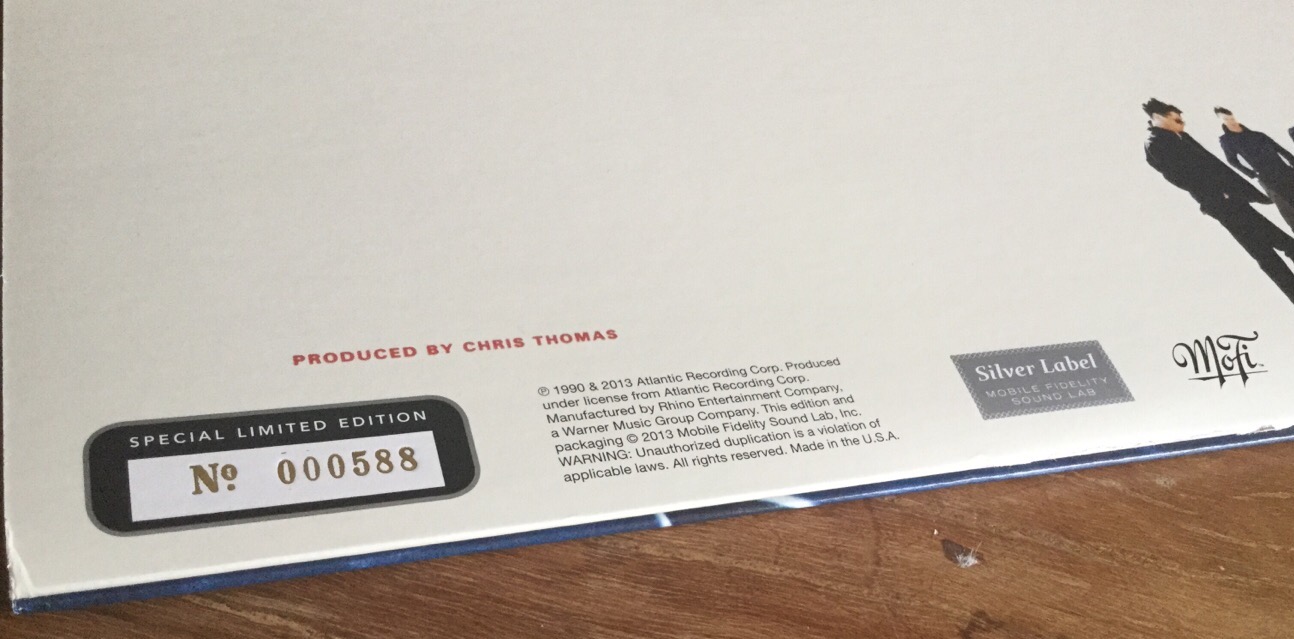 PRODUCED BY CHRIS THOMAS
SPECIAL LIMITED EDITION
Nº 000588
℗ 1990 & 2013 Atlantic Recording Corp. Produced
under license from Atlantic Recording Corp.
Manufactured by Rhino Entertainment Company,
a Warner Music Group Company. This edition and
packaging © 2013 Mobile Fidelity Sound Lab, Inc.
WARNING: Unauthorized duplication is a violation of
applicable laws. All rights reserved. Made in the U.S.A.
Silver Label
MOBILE FIDELITY
SOUND LAB
MoFi™